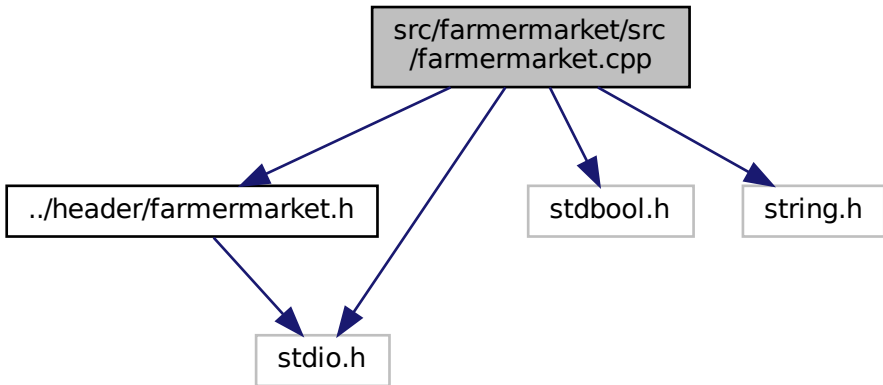 src/farmermarket/src
/farmermarket.cpp
../header/farmermarket.h
stdbool.h
string.h
stdio.h